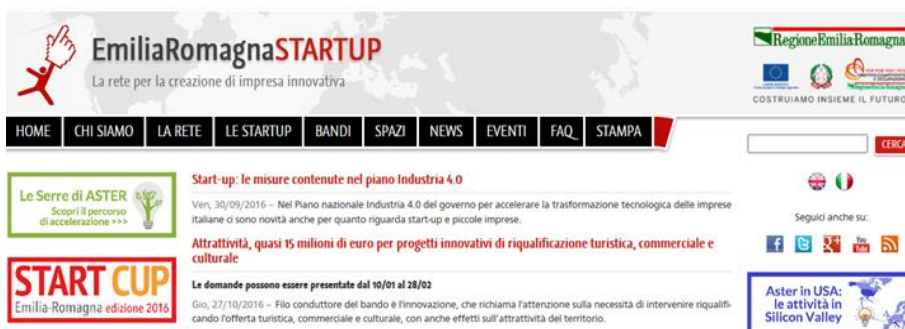 EmiliaRomagnaSTARTUP
La rete per la creazione di impresa innovativa
RegioneEmiliaRomagna
COSTRUIAMO INSIEME IL FUTURO
HOME CHI SIAMO LA RETE LE STARTUP BANDI SPAZI NEWS EVENTI FAQ STAMPA
CERCA
Le Serre di ASTER
Scopri il percorso
di accelerazione >>>
START CUP
Emilia-Romagna edizione 2016
Start-up: le misure contenute nel piano Industria 4.0
Ven, 30/09/2016 – Nel Piano nazionale Industria 4.0 del governo per accelerare la trasformazione tecnologica delle imprese
italiane ci sono novità anche per quanto riguarda start-up e piccole imprese.
Attrattività, quasi 15 milioni di euro per progetti innovativi di riqualificazione turistica, commerciale e
culturale
Le domande possono essere presentate dal 10/01 al 28/02
Gio, 27/10/2016 – Filo conduttore del bando è l'innovazione, che richiama l'attenzione sulla necessità di intervenire riqualifi-
cando l'offerta turistica, commerciale e culturale, con anche effetti sull'attrattività del territorio.
Seguici anche su:
You
Tube
Aster in USA:
le attività in
Silicon Valley